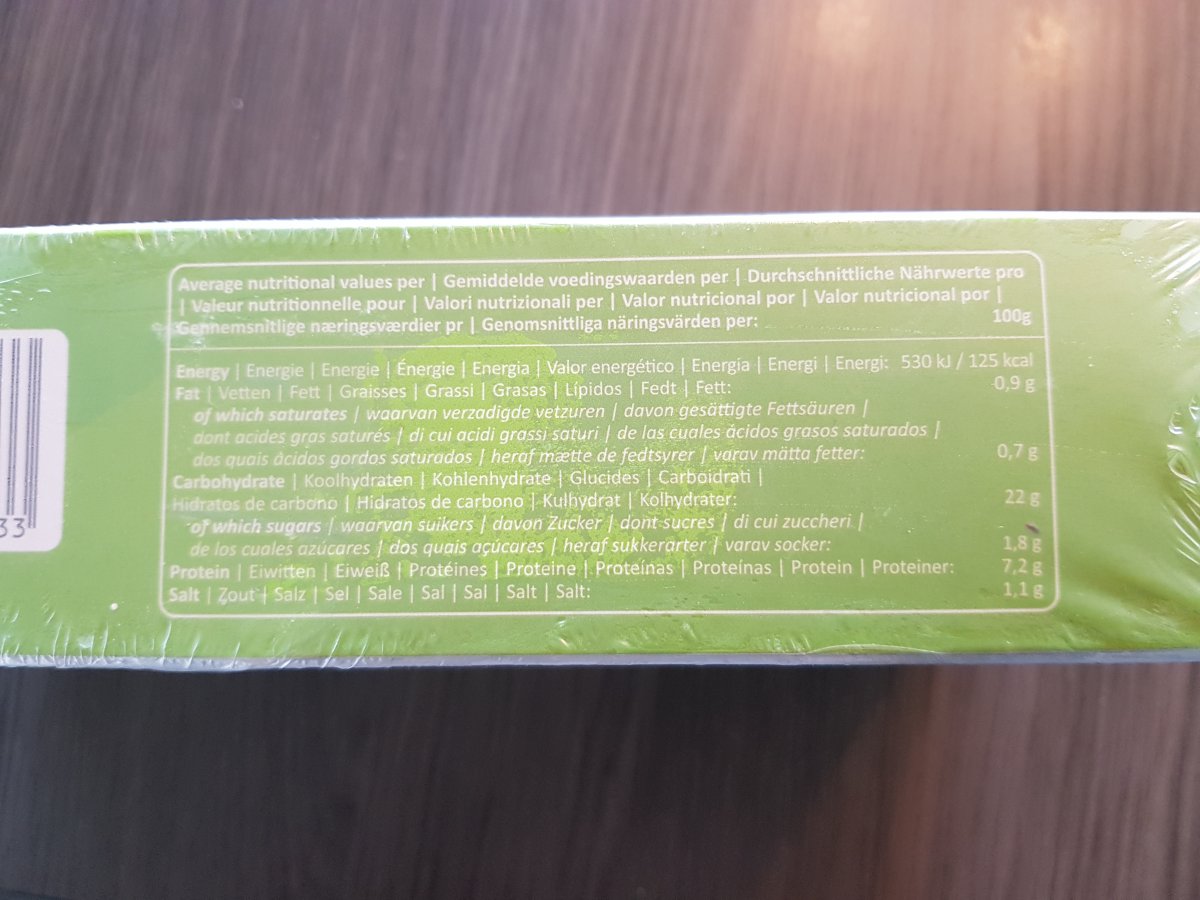 Average nutritional values per | Gemiddelde voedingswaarden per | Durchschnittliche Nährwerte pro
| Valeur nutritionnelle pour | Valori nutrizionali per | Valor nutricional por | Valor nutricional por |
Gennemsnitlige næringsværdier pr | Genomsnittliga näringsvärden per: 100g
Energy | Energie | Energie | Énergie | Energia | Valor energético | Energia | Energi | Energi: 530 kJ / 125 kcal
Fat | Vetten | Fett | Graisses | Grassi | Grasas | Lípidos | Fedt | Fett: 0,9 g
of which saturates | waarvan verzadigde vetzuren | davon gesättigte Fettsäuren |
dont acides gras saturés | di cui acidi grassi saturi | de las cuales ácidos grasos saturados |
dos quais ácidos gordos saturados | heraf mætte de fedtsyrer | varav mätta fetter: 0,7 g
Carbohydrate | Koolhydraten | Kohlenhydrate | Glucides | Carboidrati |
Hidratos de carbono | Hidratos de carbono | Kulhydrat | Kolhydrater: 22 g
of which sugars | waarvan suikers | davon Zucker | dont sucres | di cui zuccheri |
de los cuales azúcares | dos quais açúcares | heraf sukkerarter | varav socker: 1,8 g
Protein | Eiwitten | Eiweiß | Protéines | Proteine | Proteínas | Proteínas | Protein | Proteiner: 7,2 g
Salt | Zout | Salz | Sel | Sale | Sal | Sal | Salt | Salt: 1,1 g
33